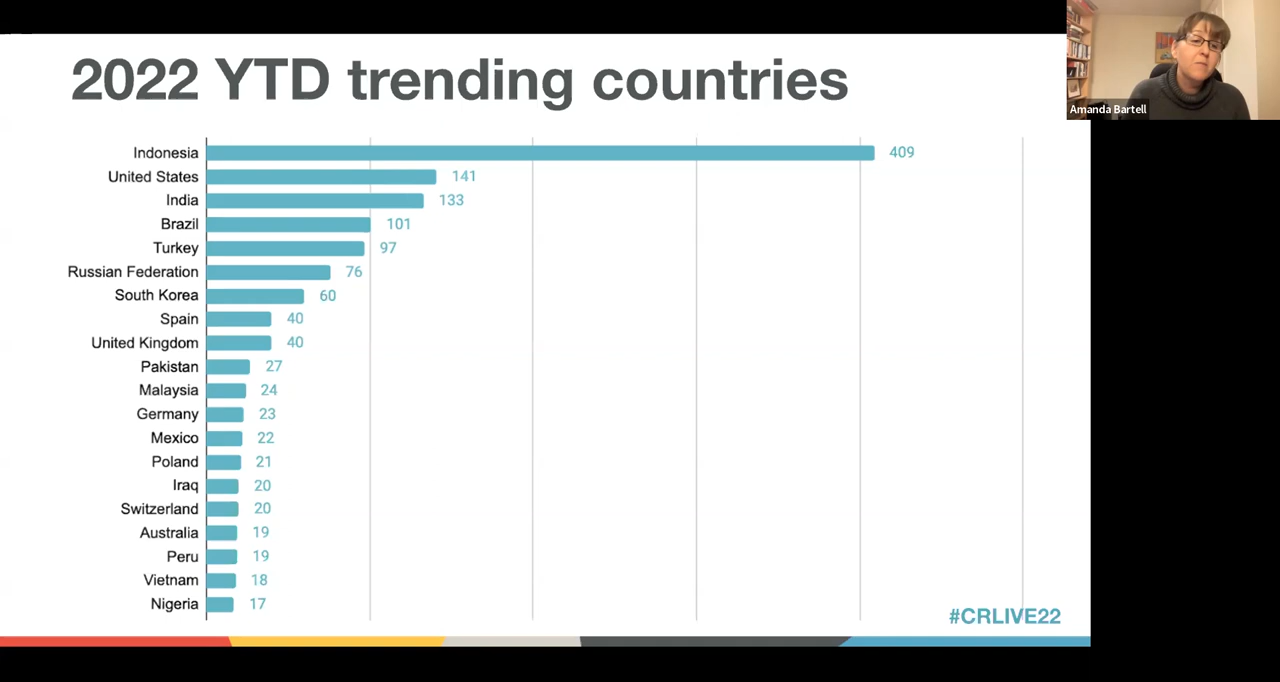 2022 YTD trending countries
Amanda Bartell
Indonesia 409
United States 141
India 133
Brazil 101
Turkey 97
Russian Federation 76
South Korea 60
Spain 40
United Kingdom 40
Pakistan 27
Malaysia 24
Germany 23
Mexico 22
Poland 21
Iraq 20
Switzerland 20
Australia 19
Peru 19
Vietnam 18
Nigeria 17
#CRLIVE22